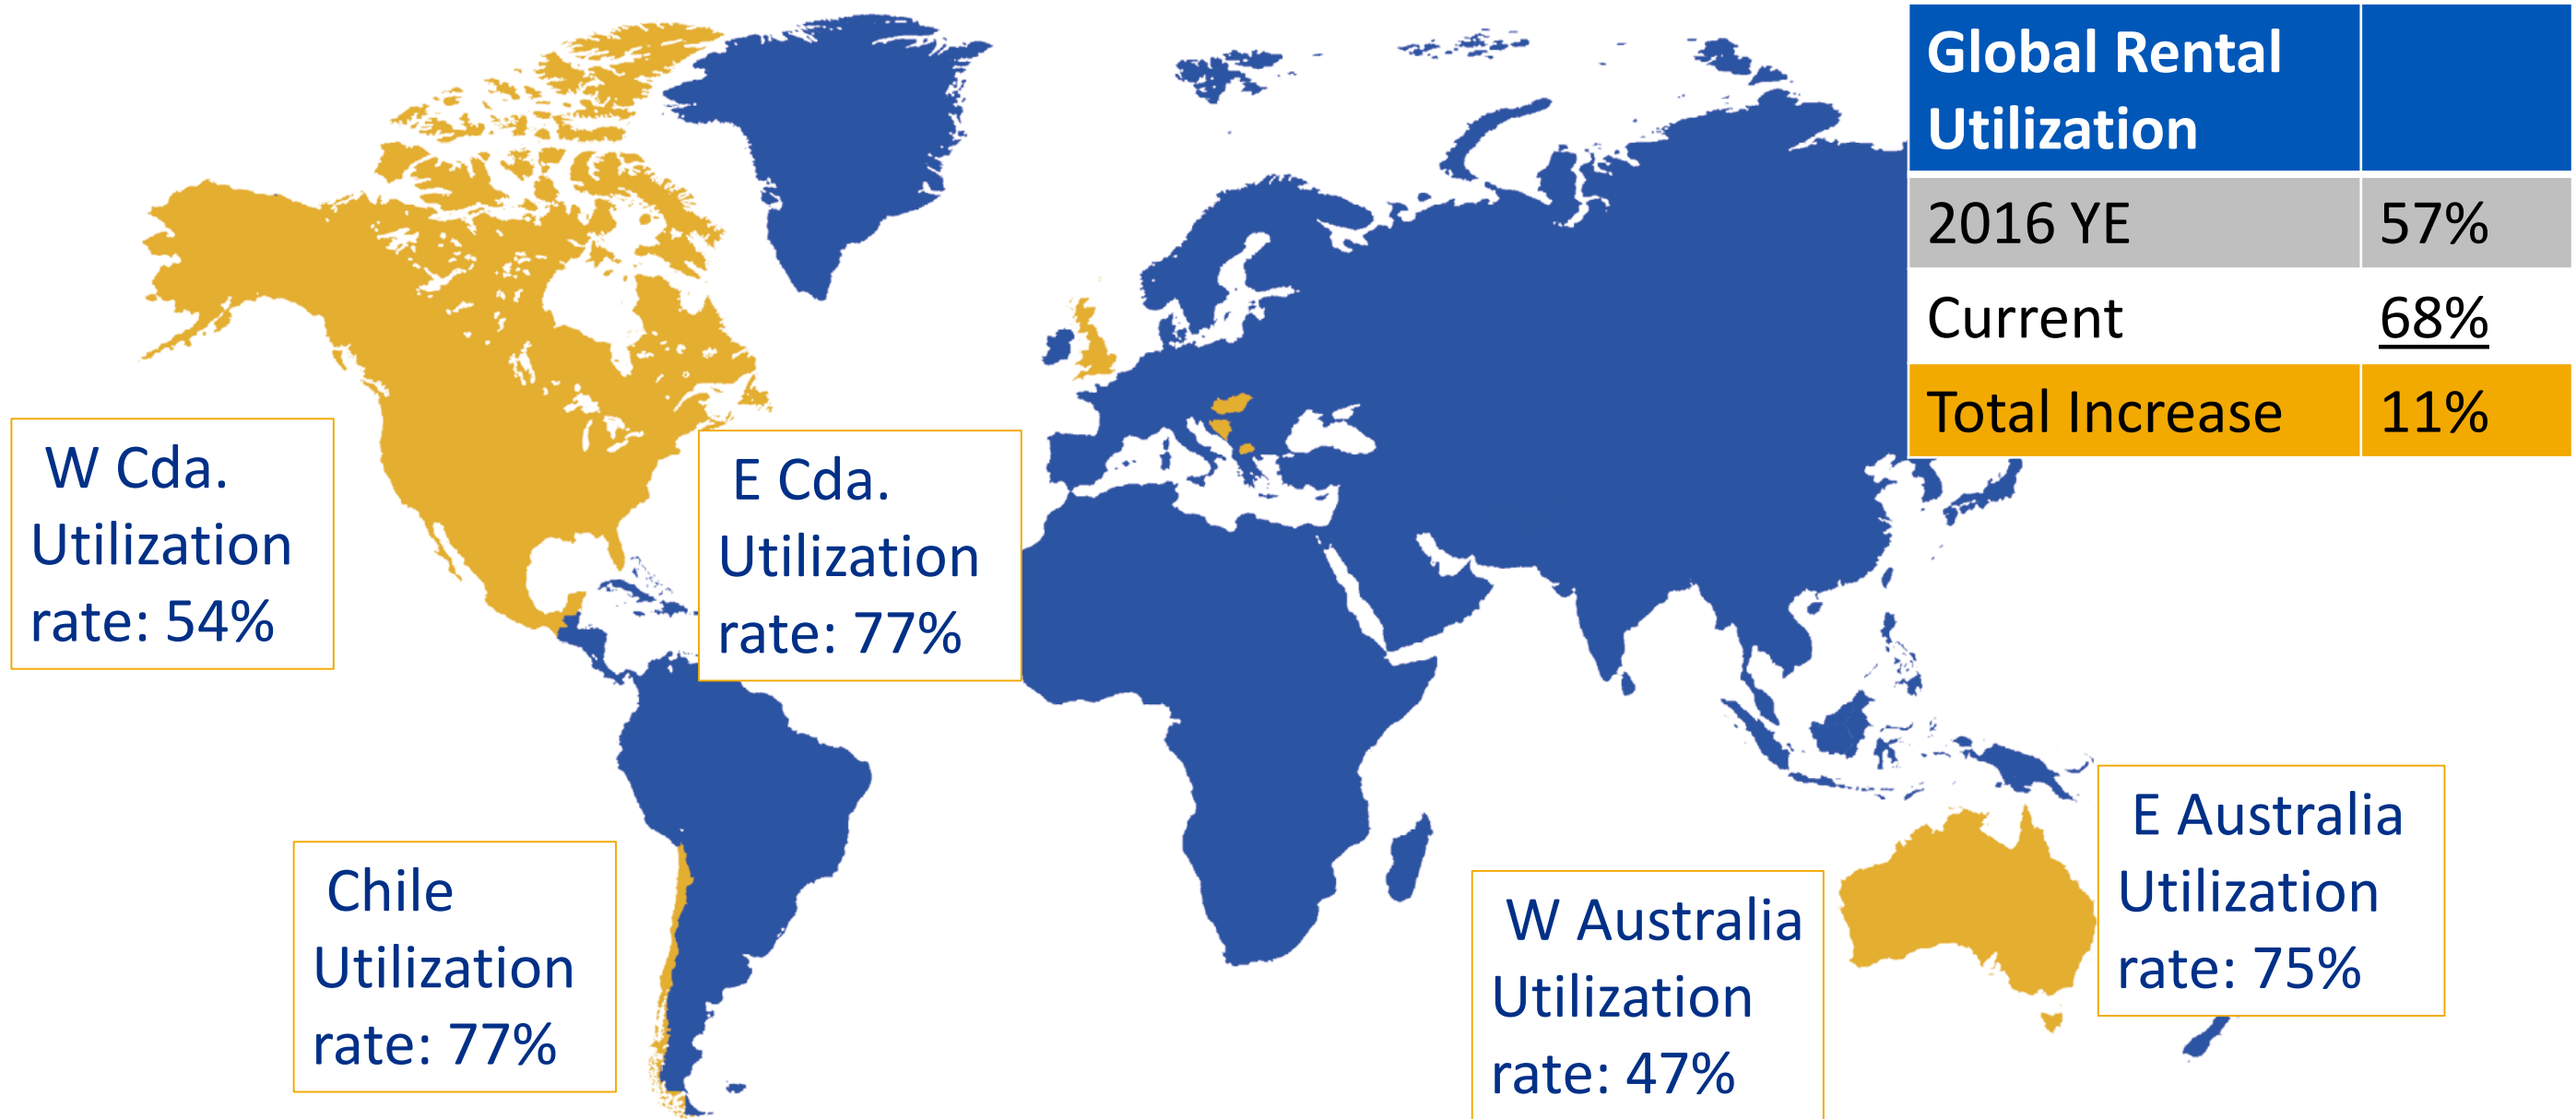 Global Rental
Utilization
2016 YE 57%
Current 68%
Total Increase 11%
W Cda.
Utilization
rate: 54%
E Cda.
Utilization
rate: 77%
Chile
Utilization
rate: 77%
W Australia
Utilization
rate: 47%
E Australia
Utilization
rate: 75%